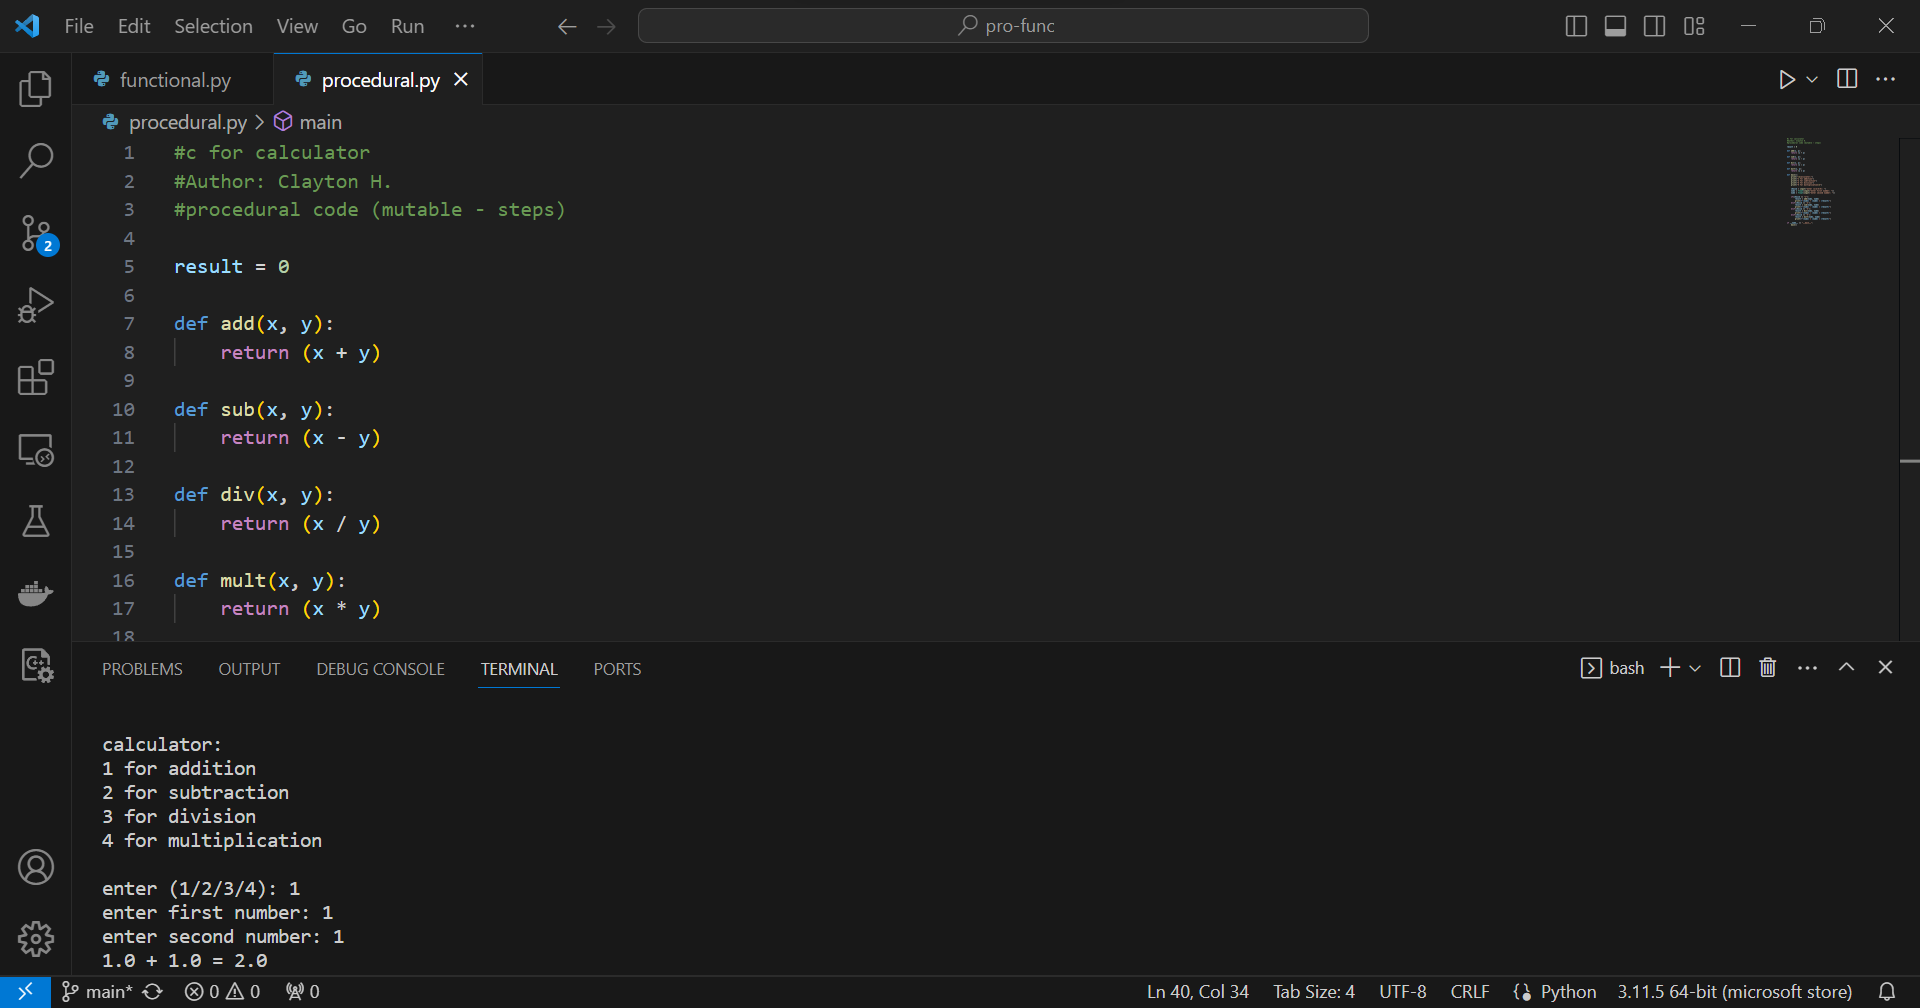 File Edit Selection View Go Run ...
pro-func
functional.py procedural.py
procedural.py > main
1 #c for calculator
2 #Author: Clayton H.
3 #procedural code (mutable - steps)
4
5 result = 0
6
7 def add(x, y):
8 return (x + y)
9
10 def sub(x, y):
11 return (x - y)
12
13 def div(x, y):
14 return (x / y)
15
16 def mult(x, y):
17 return (x * y)
18
2
PROBLEMS OUTPUT DEBUG CONSOLE TERMINAL PORTS bash
calculator:
1 for addition
2 for subtraction
3 for division
4 for multiplication
enter (1/2/3/4): 1
enter first number: 1
enter second number: 1
1.0 + 1.0 = 2.0
main* 0 0 0 Ln 40, Col 34 Tab Size: 4 UTF-8 CRLF {} Python 3.11.5 64-bit (microsoft store)